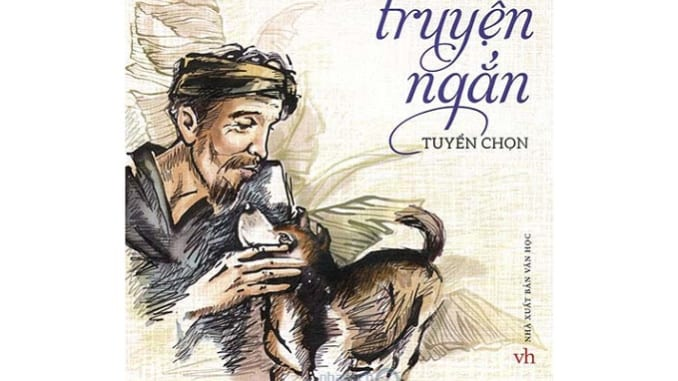 truyện
ngắn
TUYỂN CHỌN
NHÀ XUẤT BẢN VĂN HỌC
vh